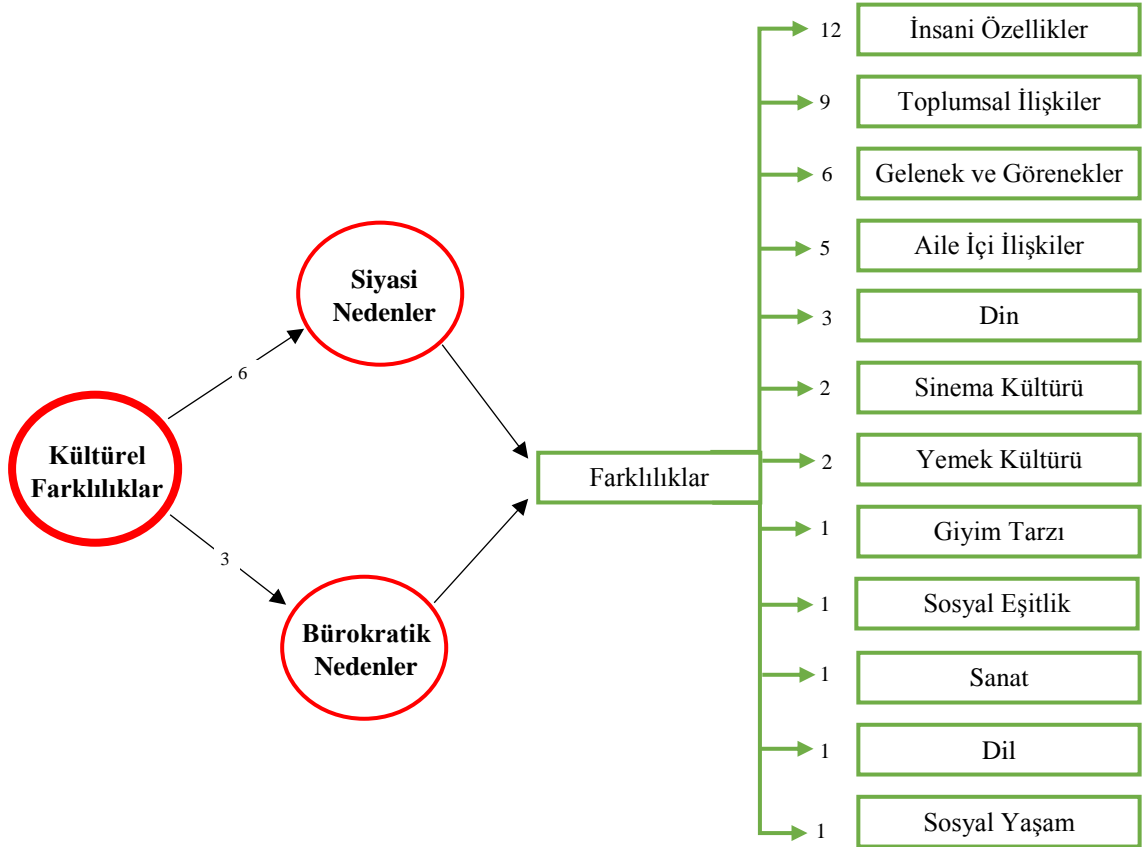 Kültürel
Farklılıklar
6
3
Siyasi
Nedenler
Bürokratik
Nedenler
Farklılıklar
12 İnsani Özellikler
9 Toplumsal İlişkiler
6 Gelenek ve Görenekler
5 Aile İçi İlişkiler
3 Din
2 Sinema Kültürü
2 Yemek Kültürü
1 Giyim Tarzı
1 Sosyal Eşitlik
1 Sanat
1 Dil
1 Sosyal Yaşam